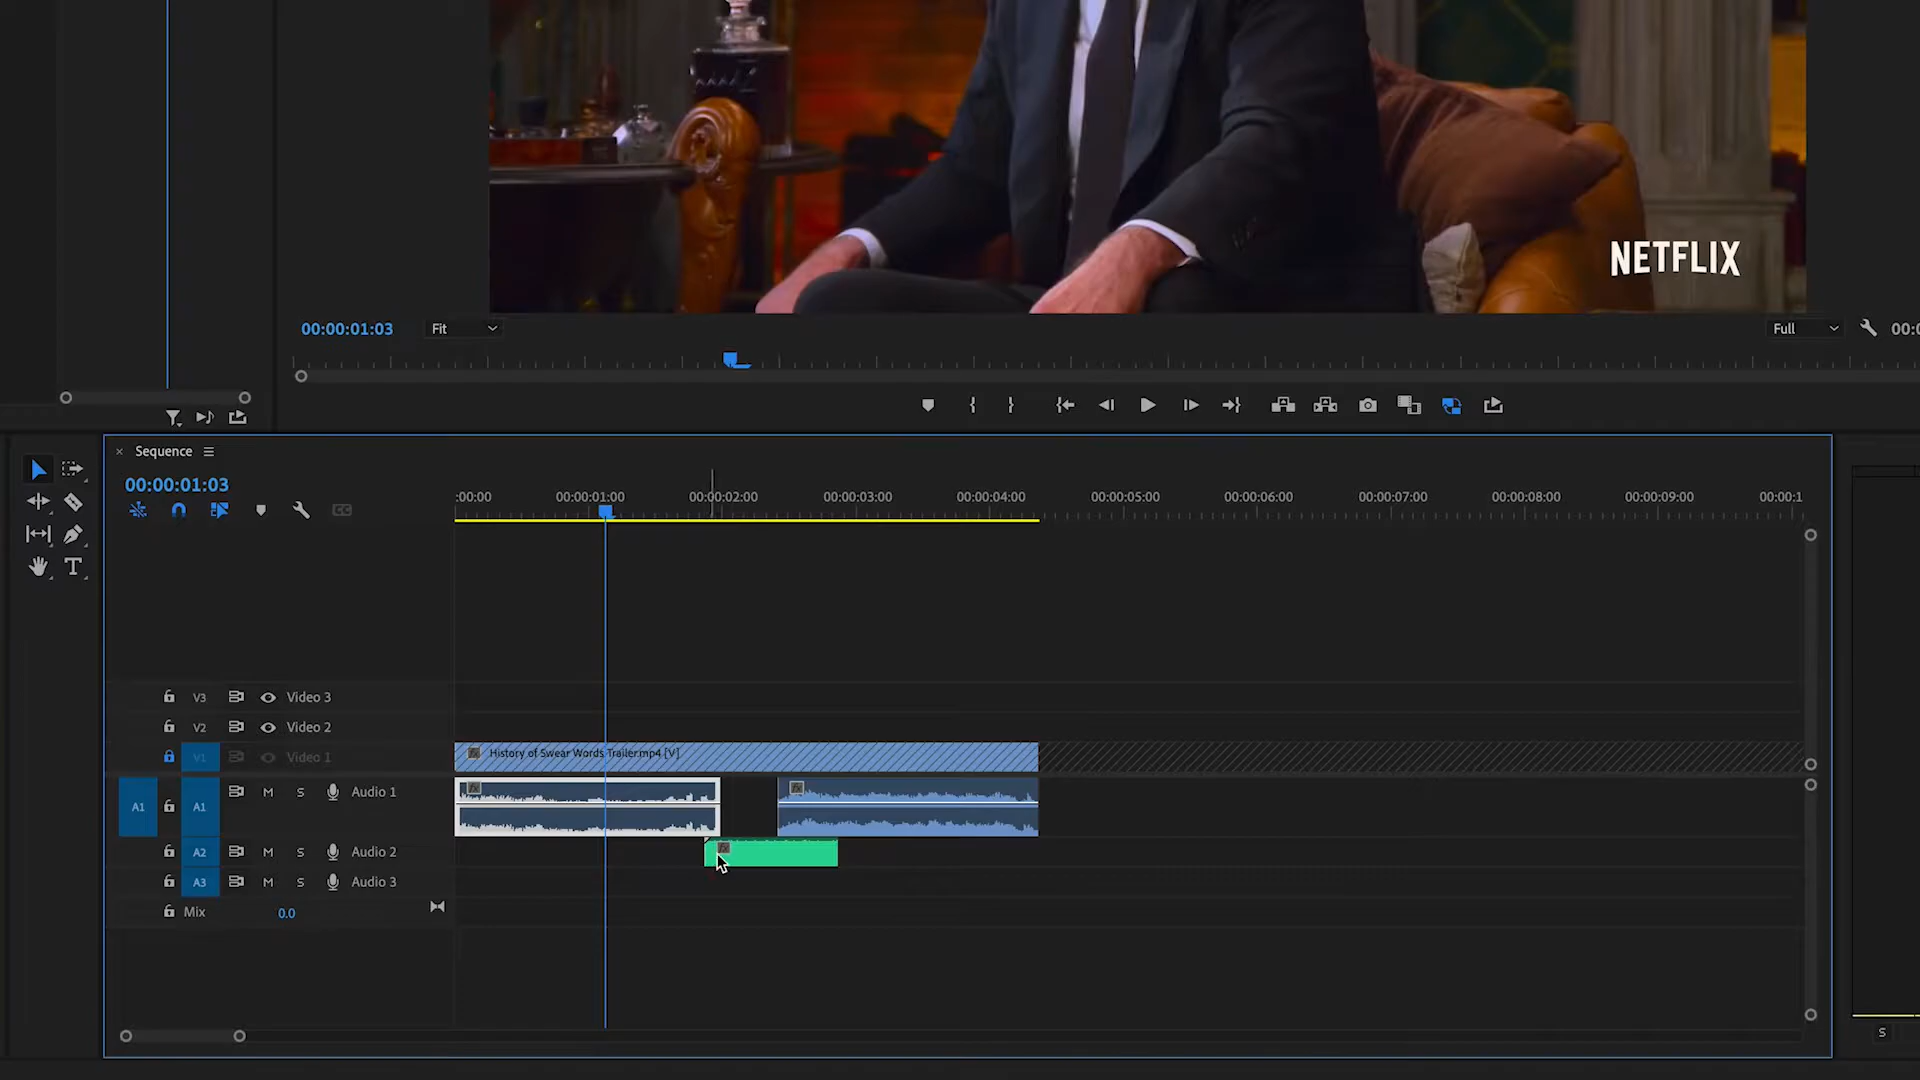 NETFLIX
00:00:01:03
Fit
Full
00:0
Sequence
00:00:01:03
:00:00
00:00:01:00
00:00:02:00
00:00:03:00
00:00:04:00
00:00:05:00
00:00:06:00
00:00:07:00
00:00:08:00
00:00:09:00
00:00:1
V3
Video 3
V2
Video 2
V1
Video 1
fx
History of Swear Words Trailer.mp4 [V]
A1
A1
M
S
Audio 1
fx
fx
A2
M
S
Audio 2
fx
A3
M
S
Audio 3
Mix
0.0
S